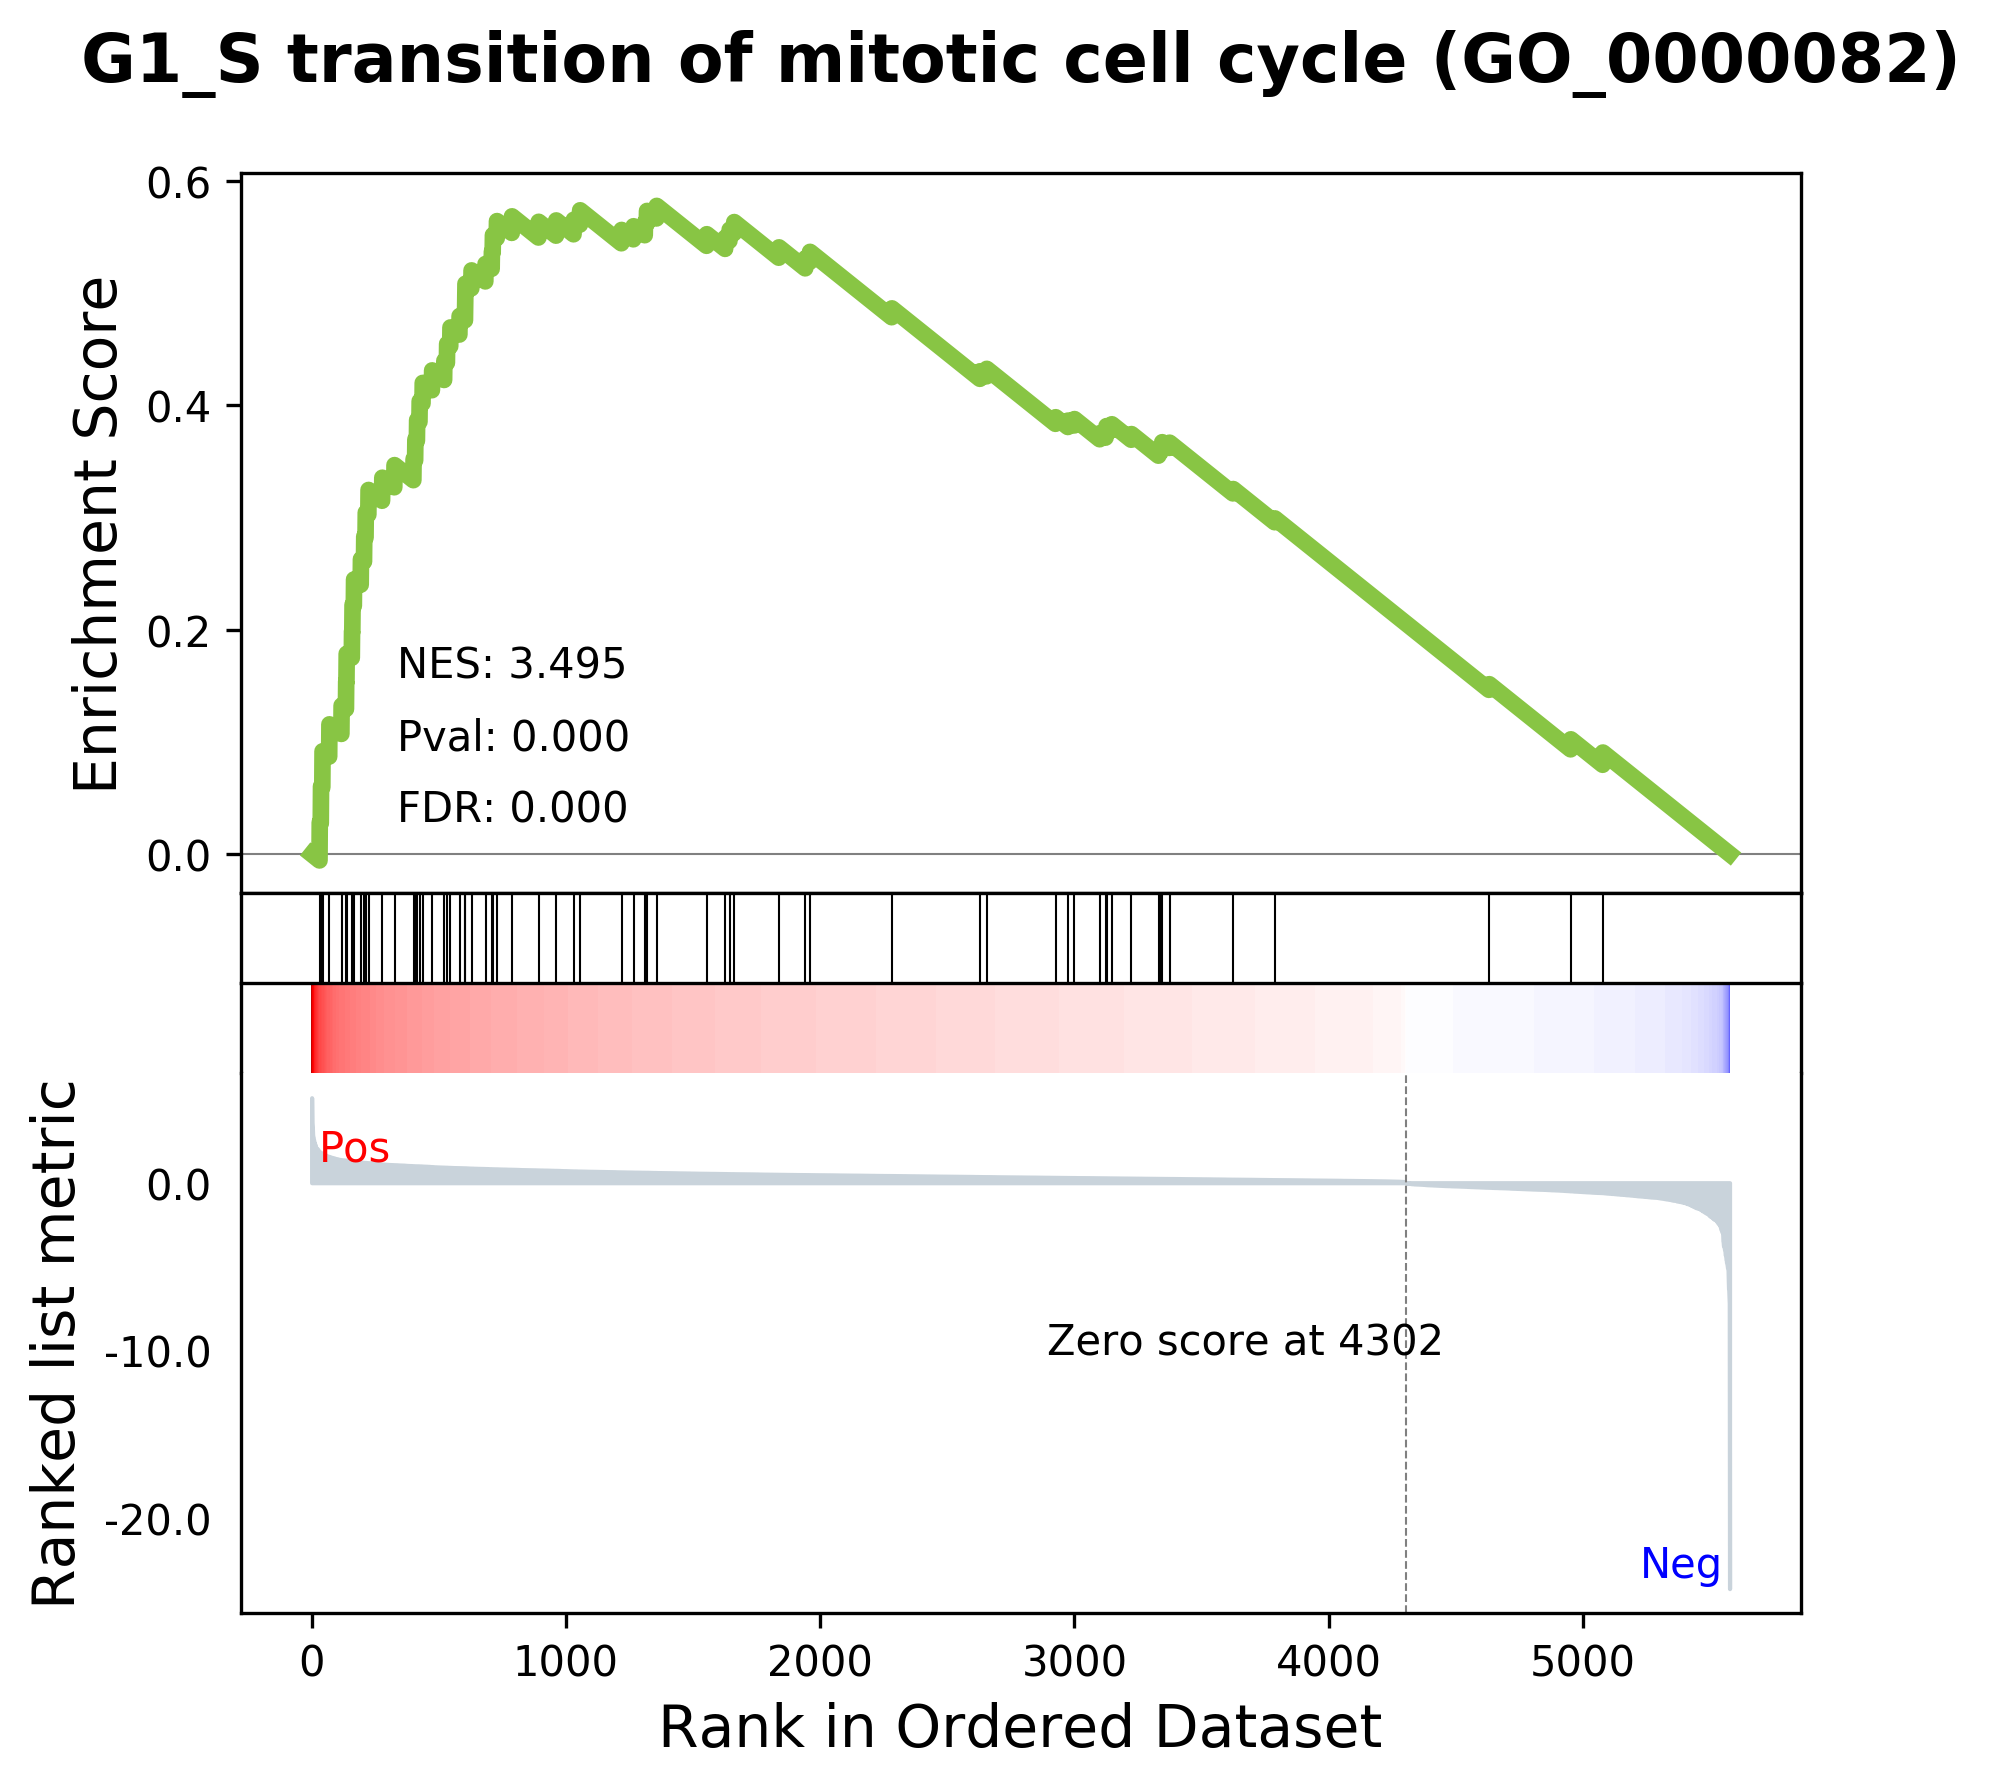 G1_S transition of mitotic cell cycle (GO_0000082)
Enrichment Score
0.6
0.4
0.2
0.0
NES: 3.495
Pval: 0.000
FDR: 0.000
Ranked list metric
0.0
-10.0
-20.0
Pos
Zero score at 4302
Neg
0 1000 2000 3000 4000 5000
Rank in Ordered Dataset